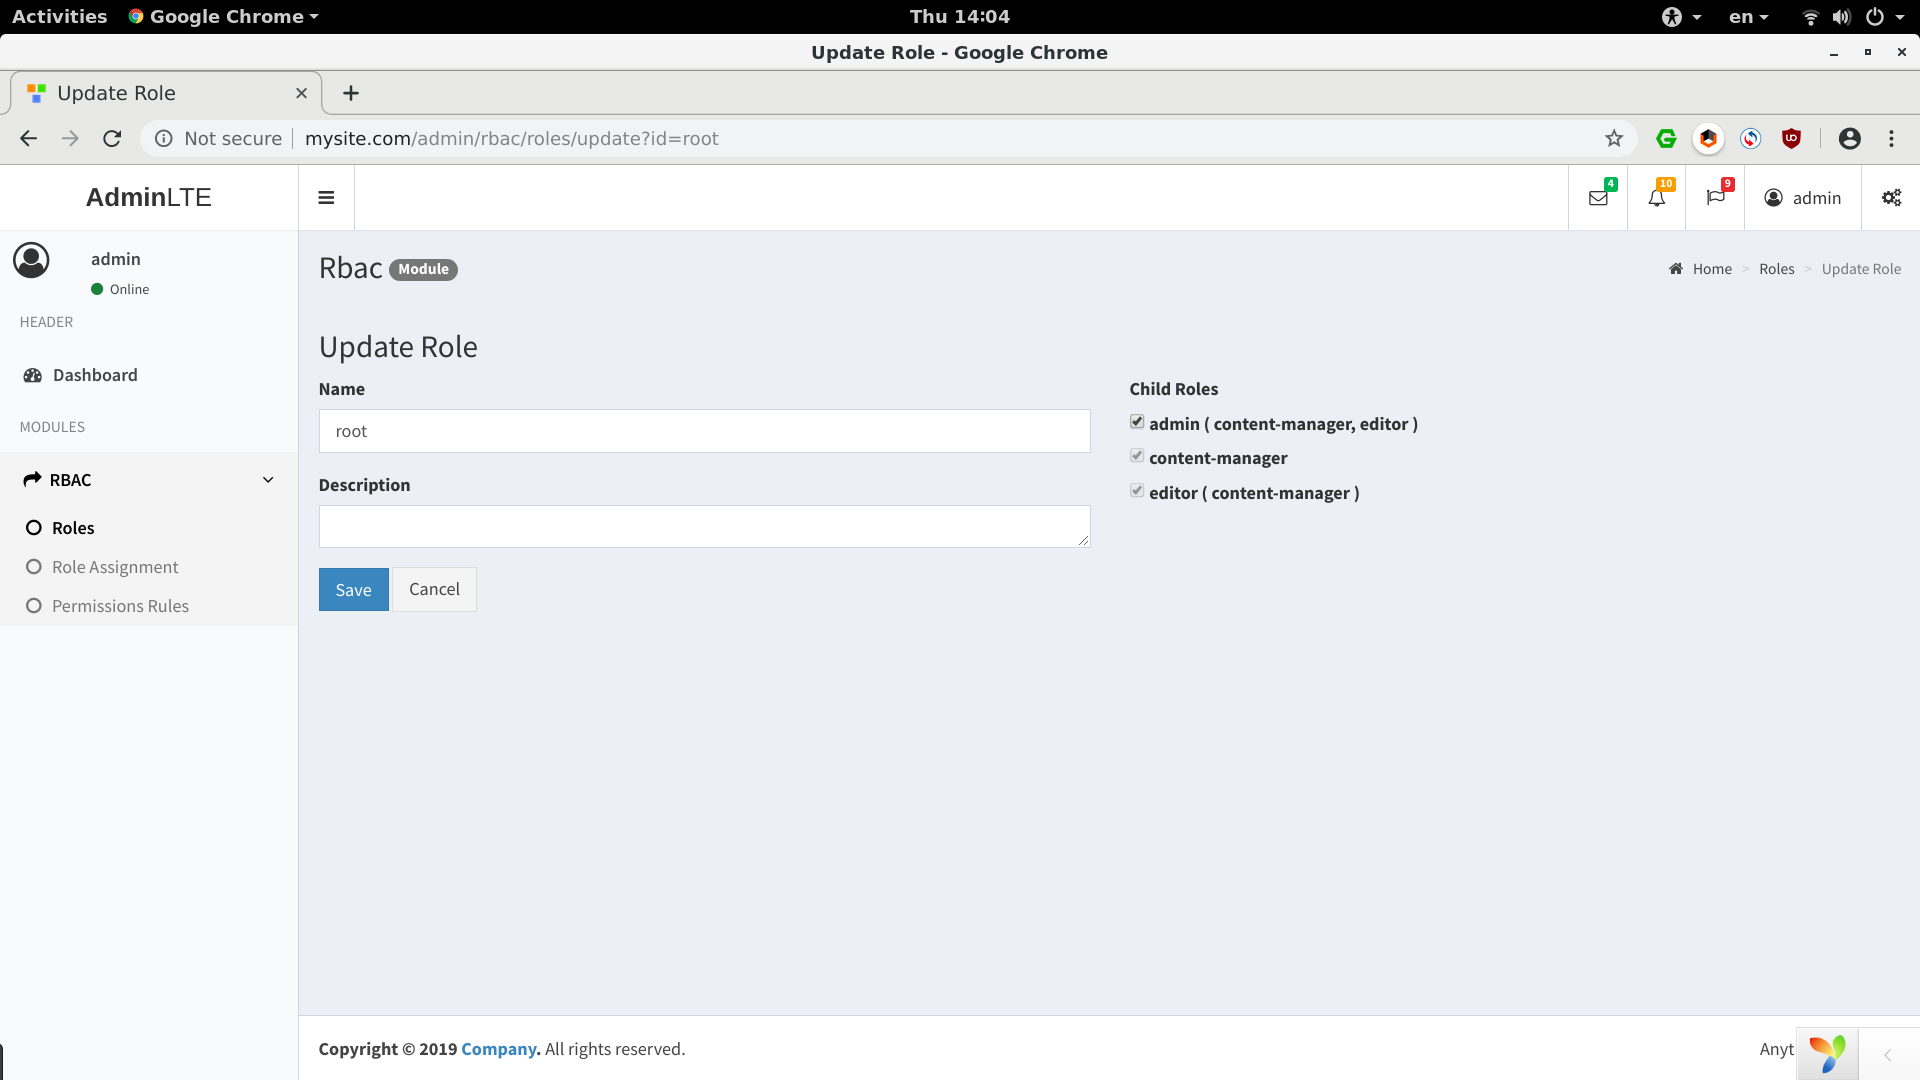 Activities Google Chrome Thu 14:04 en
Update Role - Google Chrome
Update Role
Not secure mysite.com/admin/rbac/roles/update?id=root
AdminLTE 4 10 9 admin
admin
Online
HEADER
Dashboard
MODULES
RBAC
Roles
Role Assignment
Permissions Rules
Rbac Module
Home > Roles > Update Role
Update Role
Name
root
Description
Save Cancel
Child Roles
admin ( content-manager, editor )
content-manager
editor ( content-manager )
Copyright © 2019 Company. All rights reserved.
Anyt